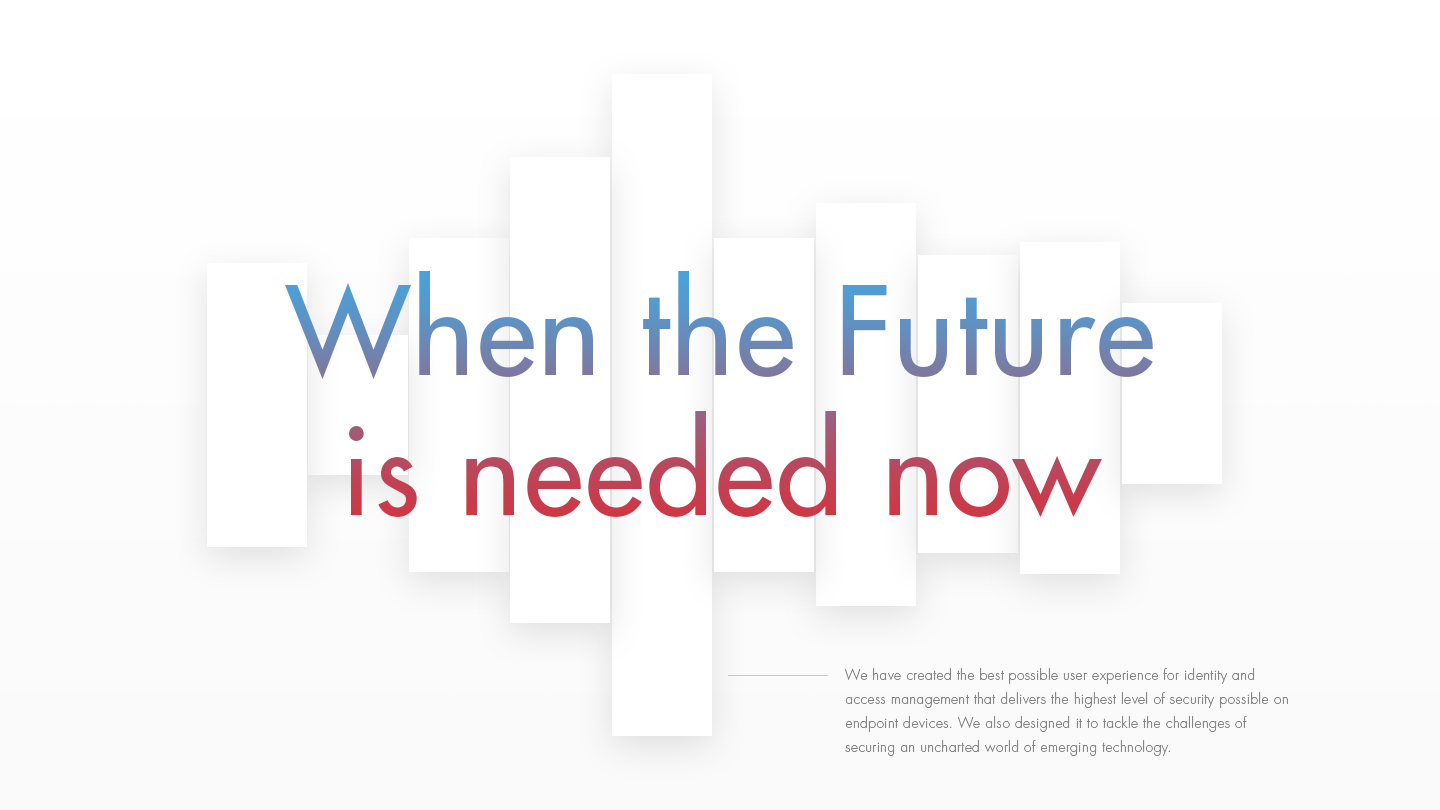 When the Future
is needed now
We have created the best possible user experience for identity and
access management that delivers the highest level of security possible on
endpoint devices. We also designed it to tackle the challenges of
securing an uncharted world of emerging technology.